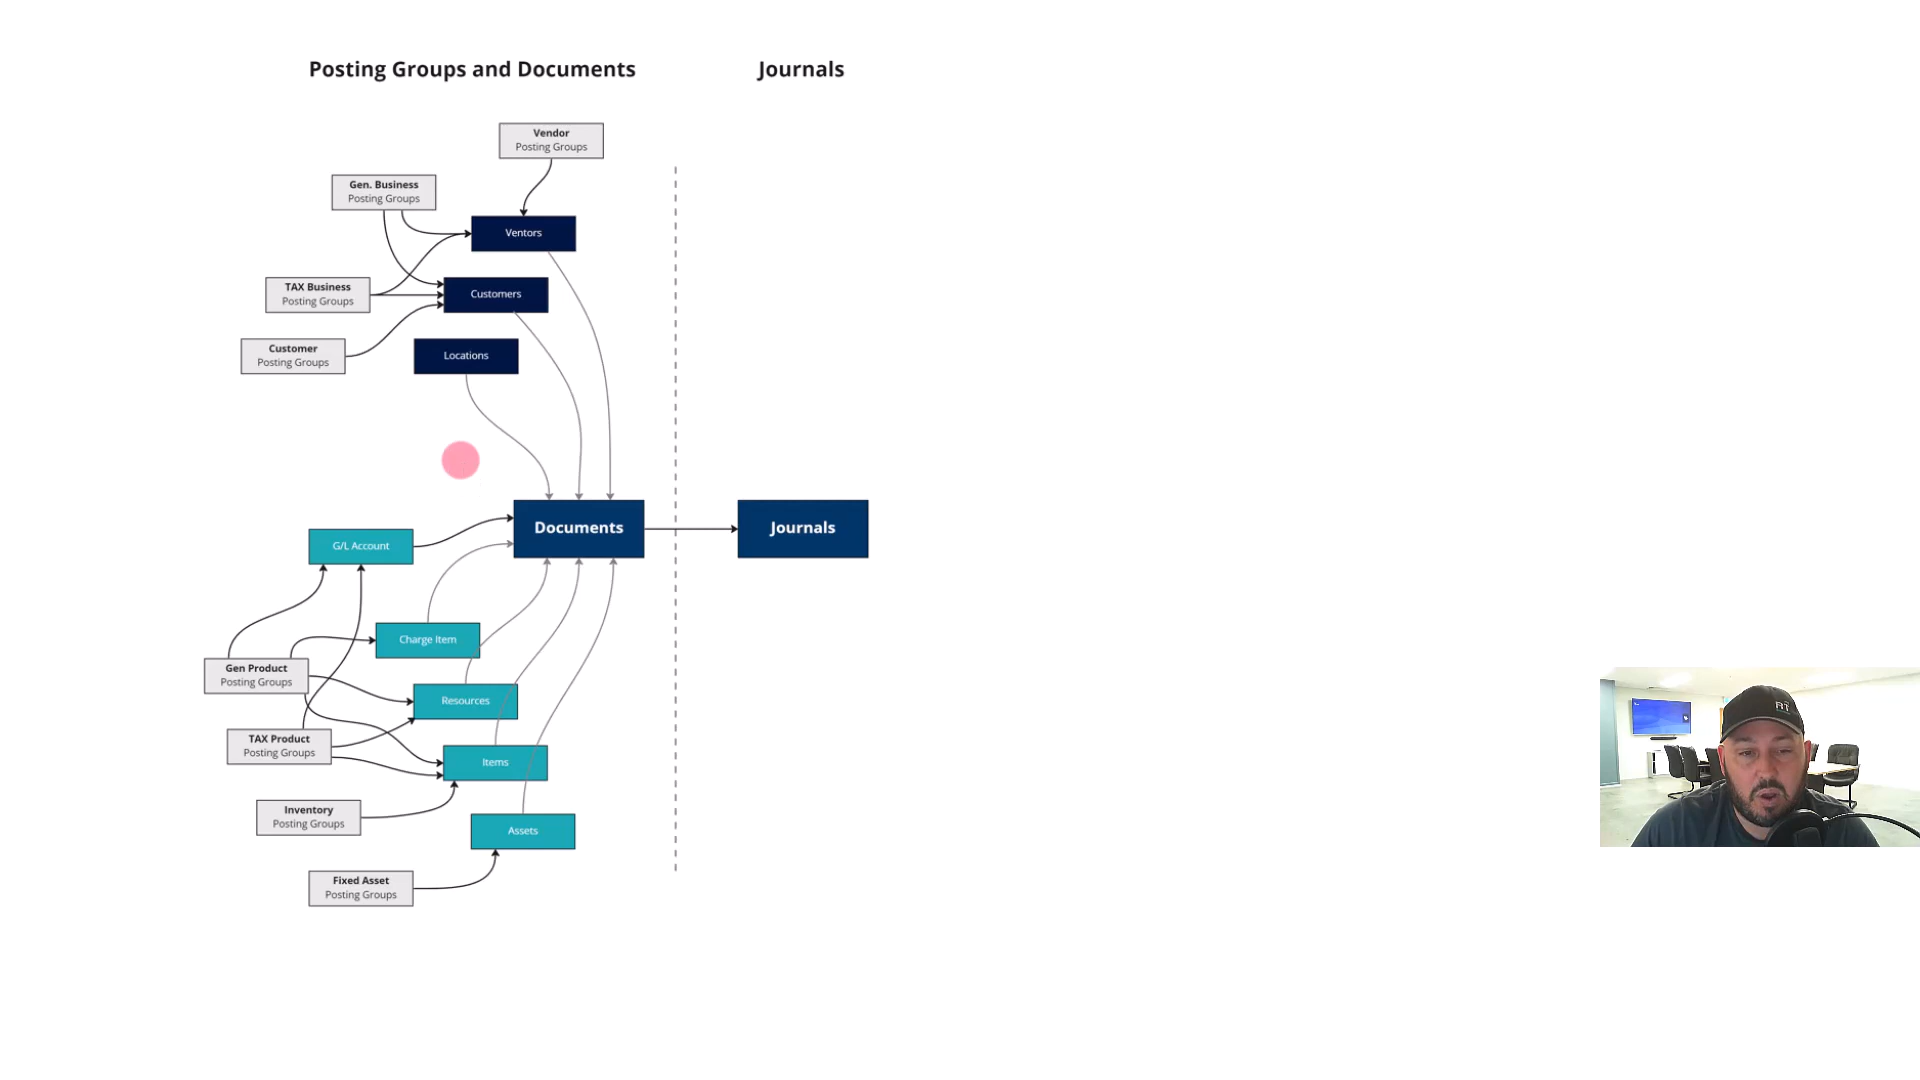 Posting Groups and Documents
Journals
Vendor
Posting Groups
Gen. Business
Posting Groups
Ventors
TAX Business
Posting Groups
Customers
Customer
Posting Groups
Locations
Documents
Journals
G/L Account
Charge Item
Gen Product
Posting Groups
Resources
TAX Product
Posting Groups
Items
Inventory
Posting Groups
Assets
Fixed Asset
Posting Groups
RT